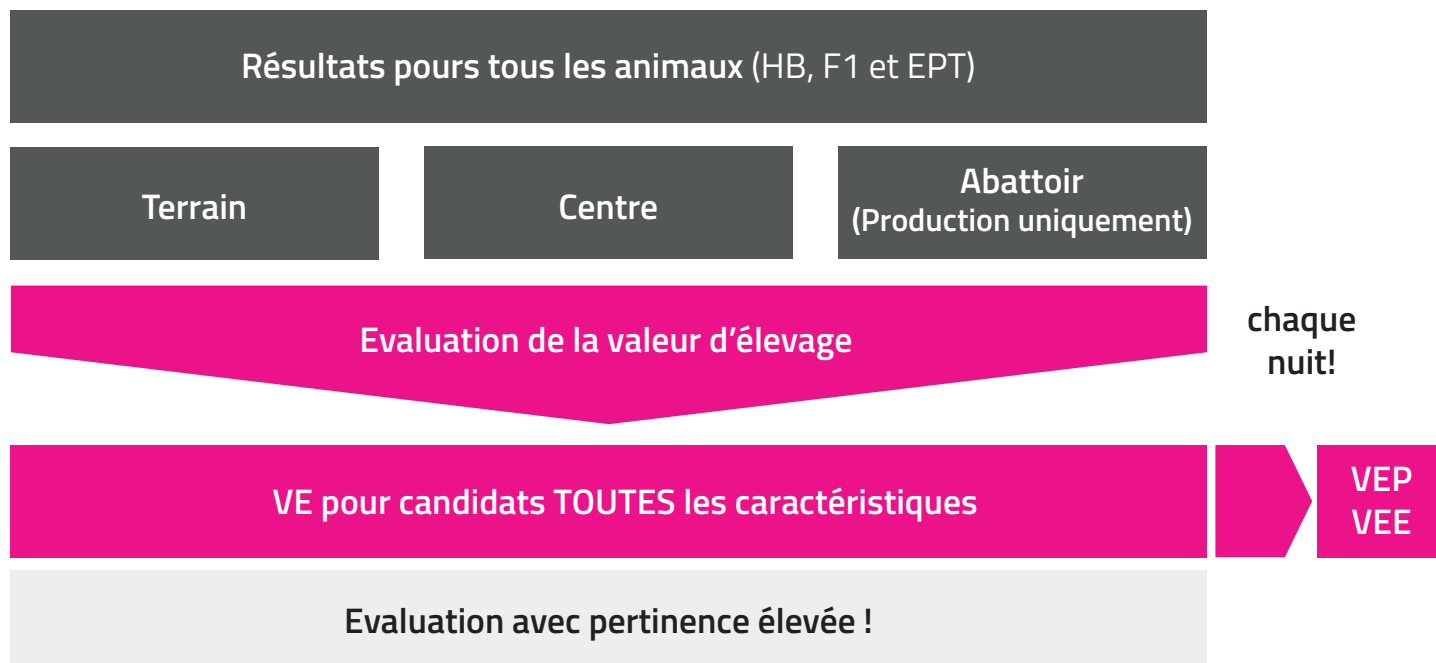 Résultats pours tous les animaux (HB, F1 et EPT)
Terrain
Centre
Abattoir
(Production uniquement)
Evaluation de la valeur d’élevage
chaque
nuit!
VE pour candidats TOUTES les caractéristiques
VEP
VEE
Evaluation avec pertinence élevée !